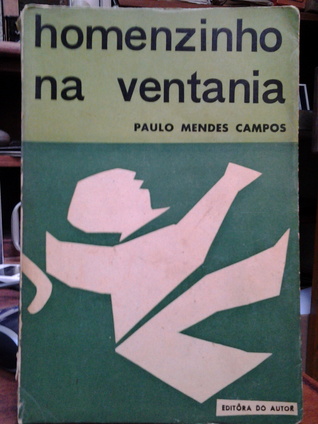 homenzinho
na ventania
PAULO MENDES CAMPOS
EDITÔRA DO AUTOR